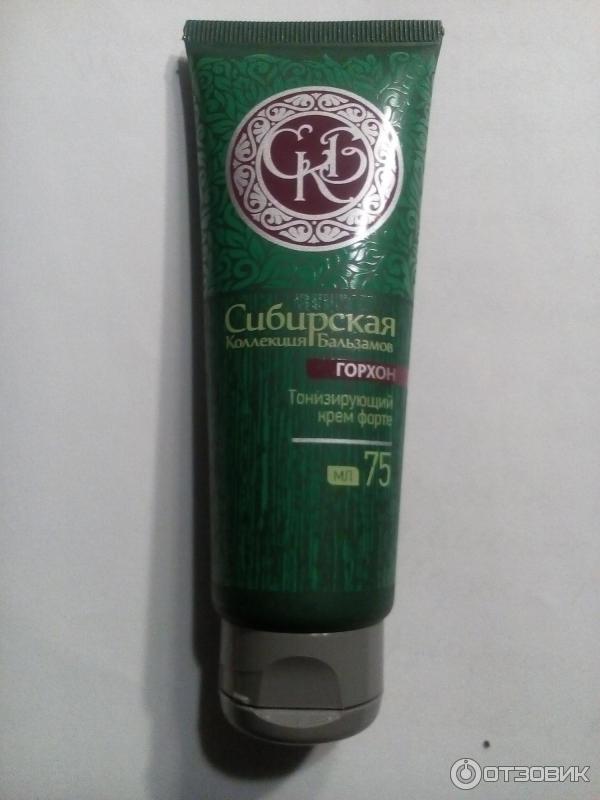 СКБ
Сибирская
Коллекция Бальзамов
ГОРХОН
Тонизирующий
крем форте
мл 75
ОТЗОВИК